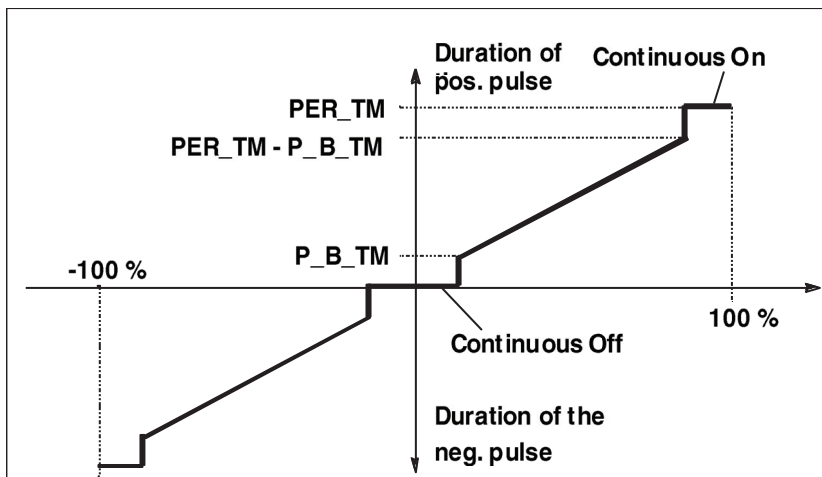 Duration of
pos. pulse
Continuous On
PER_TM
PER_TM - P_B_TM
P_B_TM
-100 %
100 %
Continuous Off
Duration of the
neg. pulse